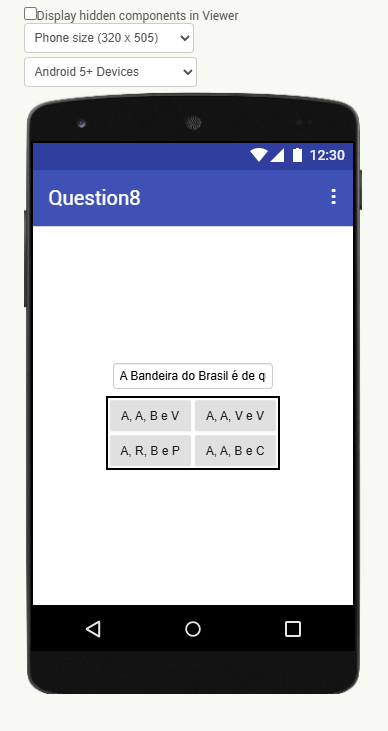 Display hidden components in Viewer
Phone size (320 x 505)
Android 5+ Devices
12:30
Question8
A Bandeira do Brasil é de q
A, A, B e V A, A, V e V
A, R, B e P A, A, B e C